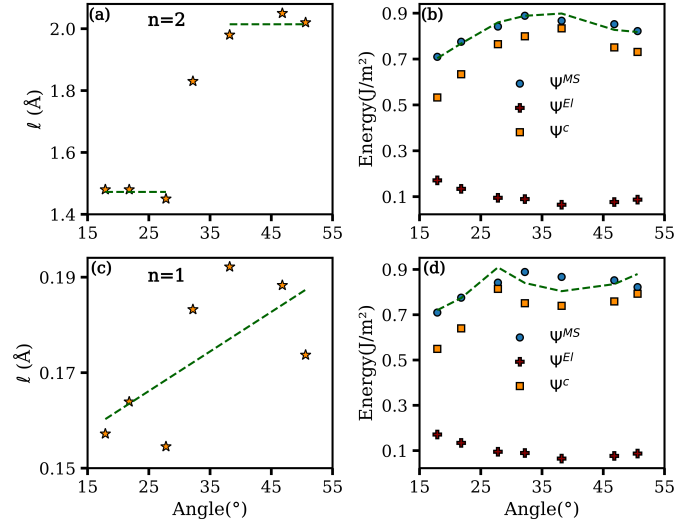 (a)
n=2
2.0
1.8
1.6
1.4
ℓ (Å)
15
25
35
45
55
(b)
0.9
0.7
0.5
0.3
0.1
Energy(J/m²)
Ψ^MS
Ψ^El
Ψ^c
15
25
35
45
55
(c)
n=1
0.19
0.17
0.15
ℓ (Å)
15
25
35
45
55
Angle(°)
(d)
0.9
0.7
0.5
0.3
0.1
Energy(J/m²)
Ψ^MS
Ψ^El
Ψ^c
15
25
35
45
55
Angle(°)